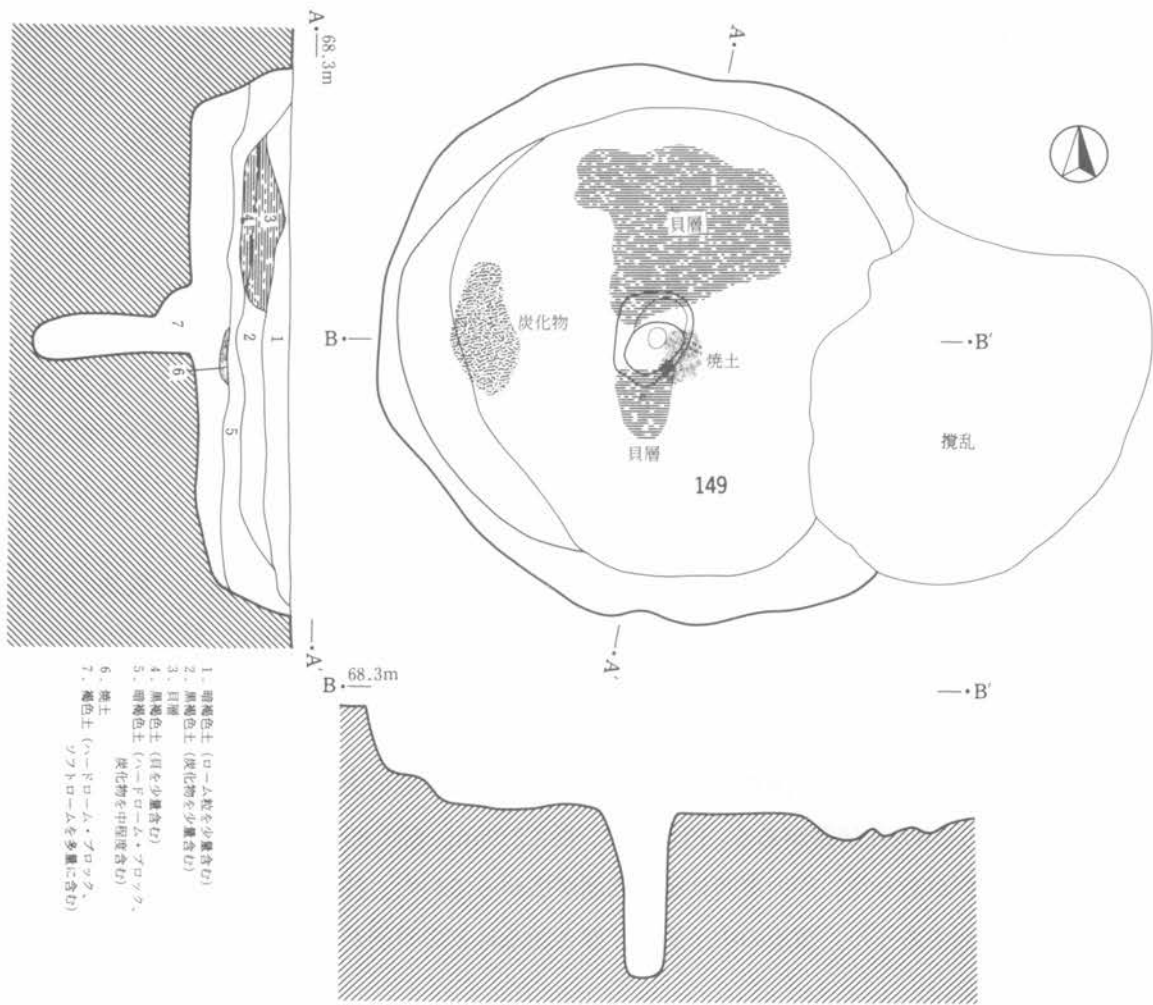 A.
68.3m
.A'
1
2
3
4
5
6
7
A.
貝層
炭化物
B
B'
焼土
貝層
攪乱
149
.A'
B
68.3m
B'
1. 暗褐色土 (ローム粒を少量含む)
2. 黒褐色土 (炭化物を少量含む)
3. 貝層
4. 黒褐色土 (貝を少量含む)
5. 暗褐色土 (ハードローム・ブロック、
炭化物を中程度含む)
6. 焼土
7. 褐色土 (ハードローム・ブロック、
ソフトロームを多量に含む)